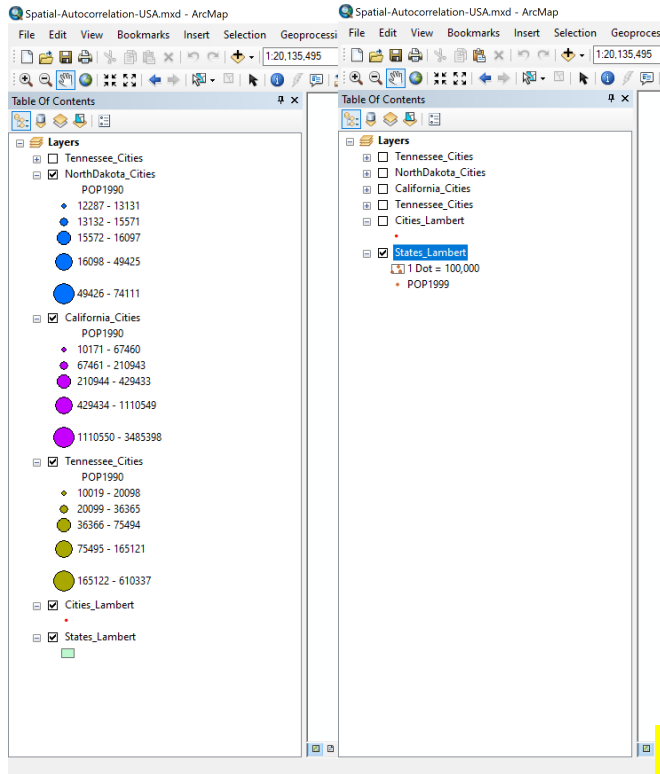 Spatial-Autocorrelation-USA.mxd - ArcMap
File Edit View Bookmarks Insert Selection Geoprocessi
1:20,135,495
Table Of Contents
Layers
Tennessee_Cities
NorthDakota_Cities
POP1990
12287 - 13131
13132 - 15571
15572 - 16097
16098 - 49425
49426 - 74111
California_Cities
POP1990
10171 - 67460
67461 - 210943
210944 - 429433
429434 - 1110549
1110550 - 3485398
Tennessee_Cities
POP1990
10019 - 20098
20099 - 36365
36366 - 75494
75495 - 165121
165122 - 610337
Cities_Lambert
States_Lambert
Spatial-Autocorrelation-USA.mxd - ArcMap
File Edit View Bookmarks Insert Selection Geoproces
1:20,135,495
Table Of Contents
Layers
Tennessee_Cities
NorthDakota_Cities
California_Cities
Tennessee_Cities
Cities_Lambert
States_Lambert
1 Dot = 100,000
POP1999